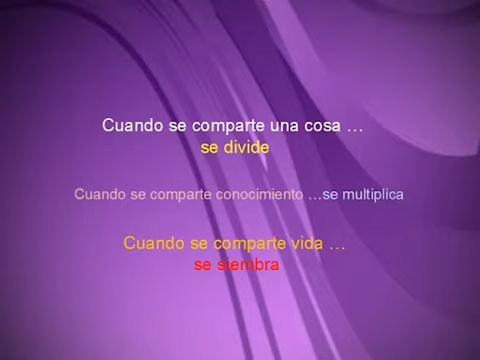 Cuando se comparte una cosa …
se divide
Cuando se comparte conocimiento …se multiplica
Cuando se comparte vida …
se siembra